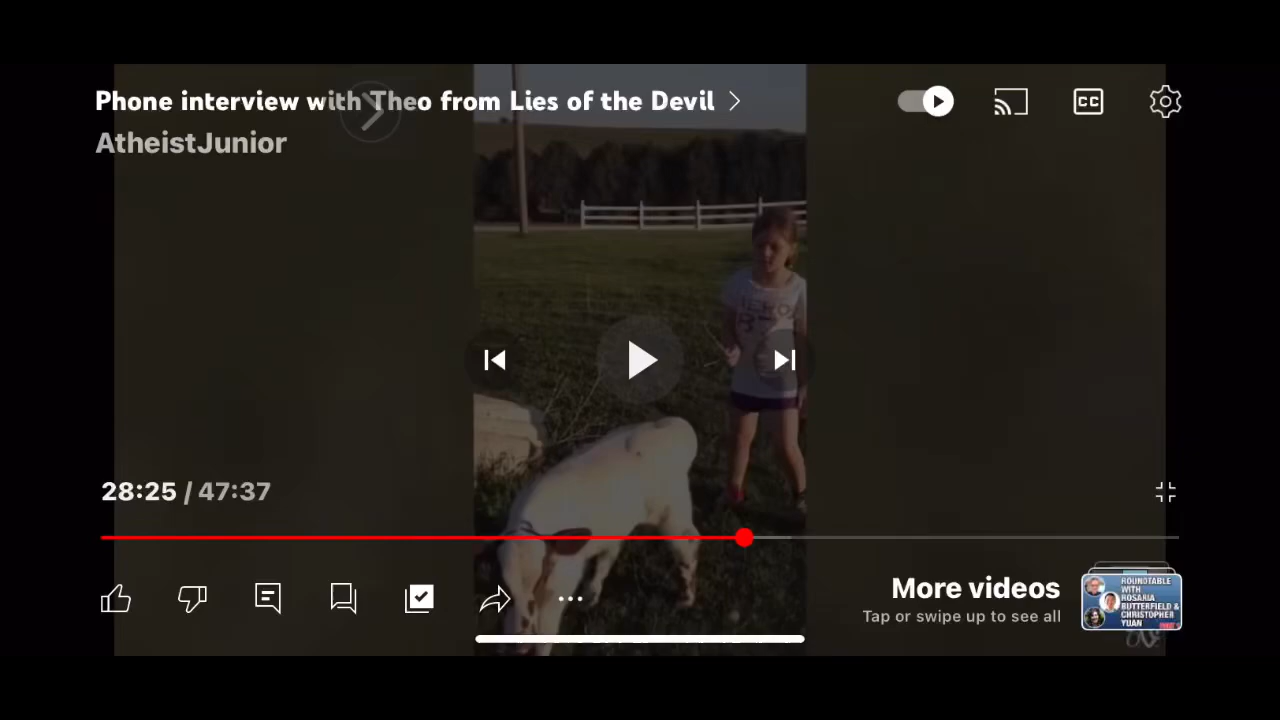 Phone interview with Theo from Lies of the Devil
AtheistJunior
CC
28:25 / 47:37
More videos
Tap or swipe up to see all
ROUNDTABLE
WITH
ROSARIA
BUTTERFIELD &
CHRISTOPHER
YUAN